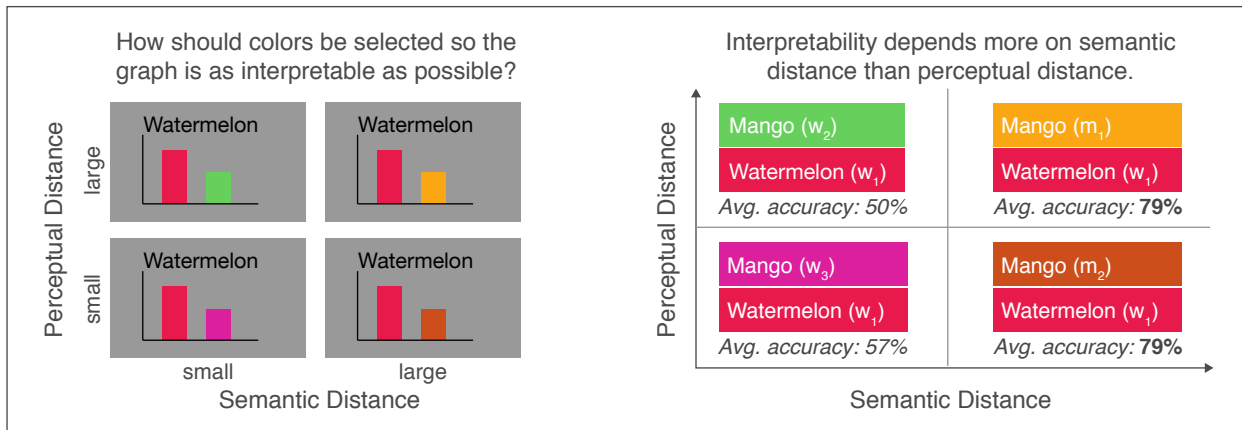 How should colors be selected so the
graph is as interpretable as possible?
Perceptual Distance
large
small
Watermelon
Watermelon
Watermelon
Watermelon
small
large
Semantic Distance
Interpretability depends more on semantic
distance than perceptual distance.
Perceptual Distance
Mango (w₂)
Watermelon (w₁)
Avg. accuracy: 50%
Mango (m₁)
Watermelon (w₁)
Avg. accuracy: 79%
Mango (w₃)
Watermelon (w₁)
Avg. accuracy: 57%
Mango (m₂)
Watermelon (w₁)
Avg. accuracy: 79%
Semantic Distance